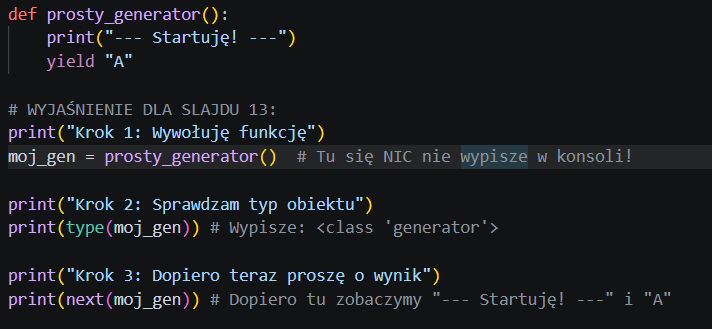 def prosty_generator():
    print("--- Startuję! ---")
    yield "A"

# WYJAŚNIENIE DLA SLAJDU 13:
print("Krok 1: Wywołuję funkcję")
moj_gen = prosty_generator()  # Tu się NIC nie wypisze w konsoli!

print("Krok 2: Sprawdzam typ obiektu")
print(type(moj_gen)) # Wypisze: <class 'generator'>

print("Krok 3: Dopiero teraz proszę o wynik")
print(next(moj_gen)) # Dopiero tu zobaczymy "--- Startuję! ---" i "A"